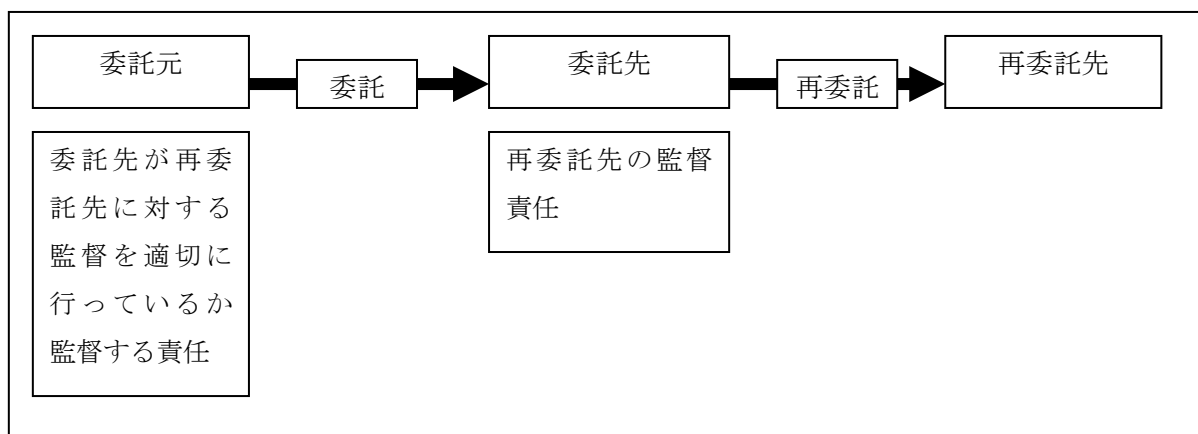 委託元
委託
委託先
再委託
再委託先
委託先が再委
託先に対する
監督を適切に
行っているか
監督する責任
再委託先の監督
責任